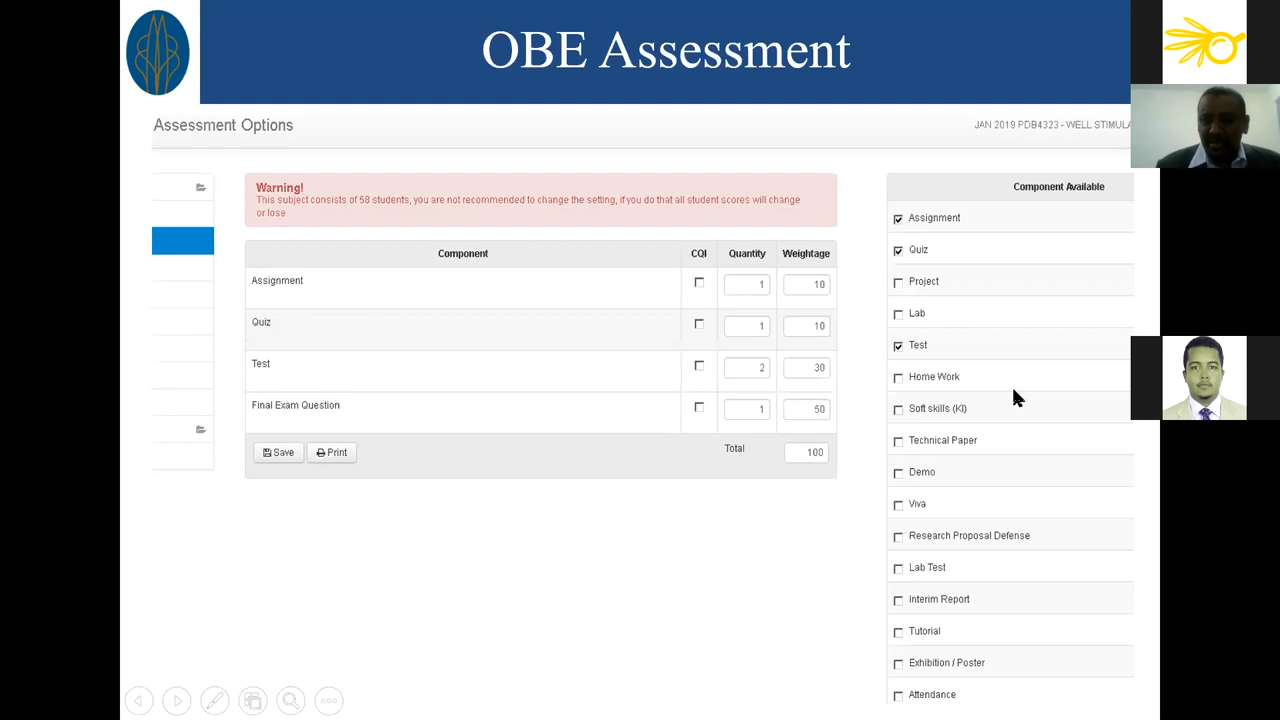 OBE Assessment
Assessment Options
JAN 2019 PDB4323 - WELL STIMULA
Warning!
This subject consists of 58 students, you are not recommended to change the setting, if you do that all student scores will change
or lose
Component CQI Quantity Weightage
Assignment 1 10
Quiz 1 10
Test 2 30
Final Exam Question 1 50
Save Print Total 100
Component Available
Assignment
Quiz
Project
Lab
Test
Home Work
Soft skills (KI)
Technical Paper
Demo
Viva
Research Proposal Defense
Lab Test
Interim Report
Tutorial
Exhibition / Poster
Attendance